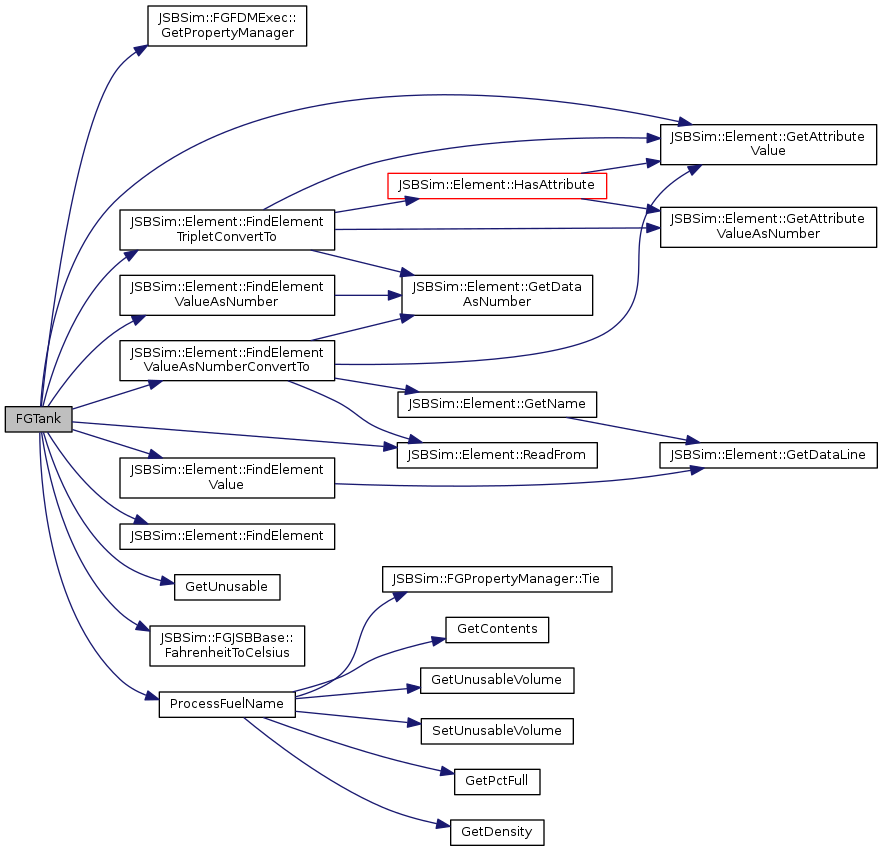 JSBSim::FGFDMExec::
GetPropertyManager
JSBSim::Element::GetAttribute
Value
JSBSim::Element::HasAttribute
JSBSim::Element::FindElement
TripletConvertTo
JSBSim::Element::GetAttribute
ValueAsNumber
JSBSim::Element::FindElement
ValueAsNumber
JSBSim::Element::GetData
AsNumber
JSBSim::Element::FindElement
ValueAsNumberConvertTo
JSBSim::Element::GetName
FGTank
JSBSim::Element::ReadFrom
JSBSim::Element::GetDataLine
JSBSim::Element::FindElement
Value
JSBSim::Element::FindElement
GetUnusable
JSBSim::FGPropertyManager::Tie
JSBSim::FGJSBBase::
FahrenheitToCelsius
GetContents
GetUnusableVolume
ProcessFuelName
SetUnusableVolume
GetPctFull
GetDensity